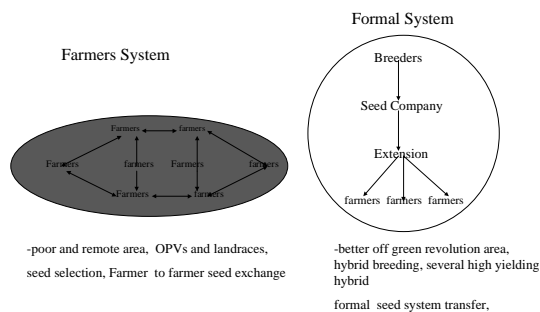 Formal System
Farmers System
Breeders
Seed Company
Extension
farmers farmers farmers
Farmers farmers
Farmers farmers Farmers farmers
Farmers farmers
-poor and remote area, OPVs and landraces,
seed selection, Farmer to farmer seed exchange
-better off green revolution area,
hybrid breeding, several high yielding
hybrid
formal seed system transfer,